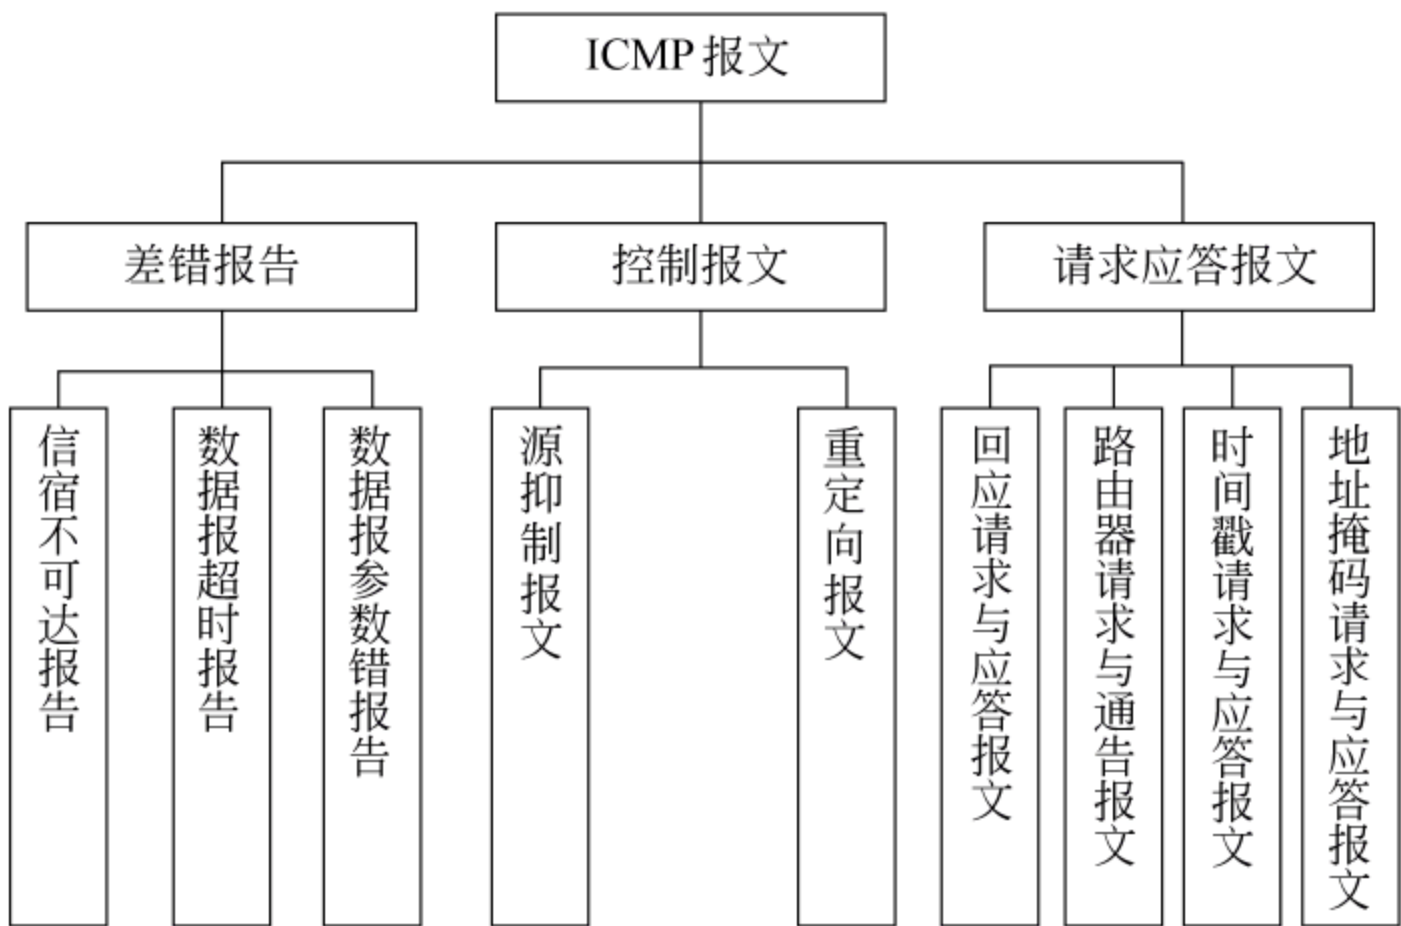 ICMP 报文
差错报告
控制报文
请求应答报文
信宿不可达报告
数据报超时报告
数据报参数错报告
源抑制报文
重定向报文
回应请求与应答报文
路由器请求与通告报文
时间戳请求与应答报文
地址掩码请求与应答报文